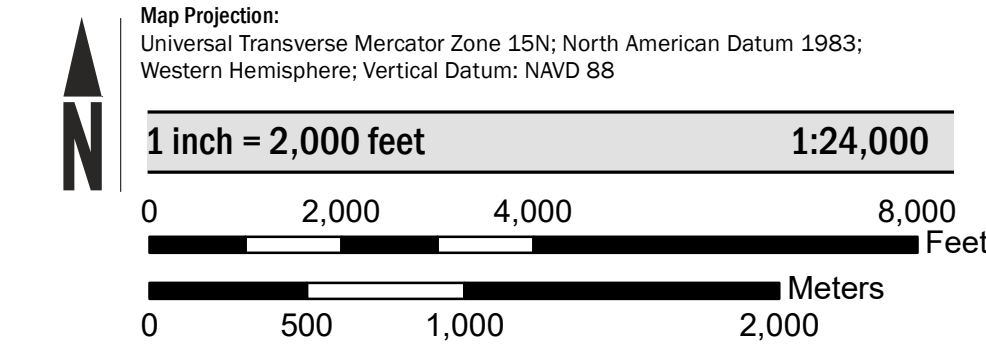 Map Projection:
Universal Transverse Mercator Zone 15N; North American Datum 1983;
Western Hemisphere; Vertical Datum: NAVD 88
N
1 inch = 2,000 feet 1:24,000
0 2,000 4,000 8,000
Feet
Meters
0 500 1,000 2,000